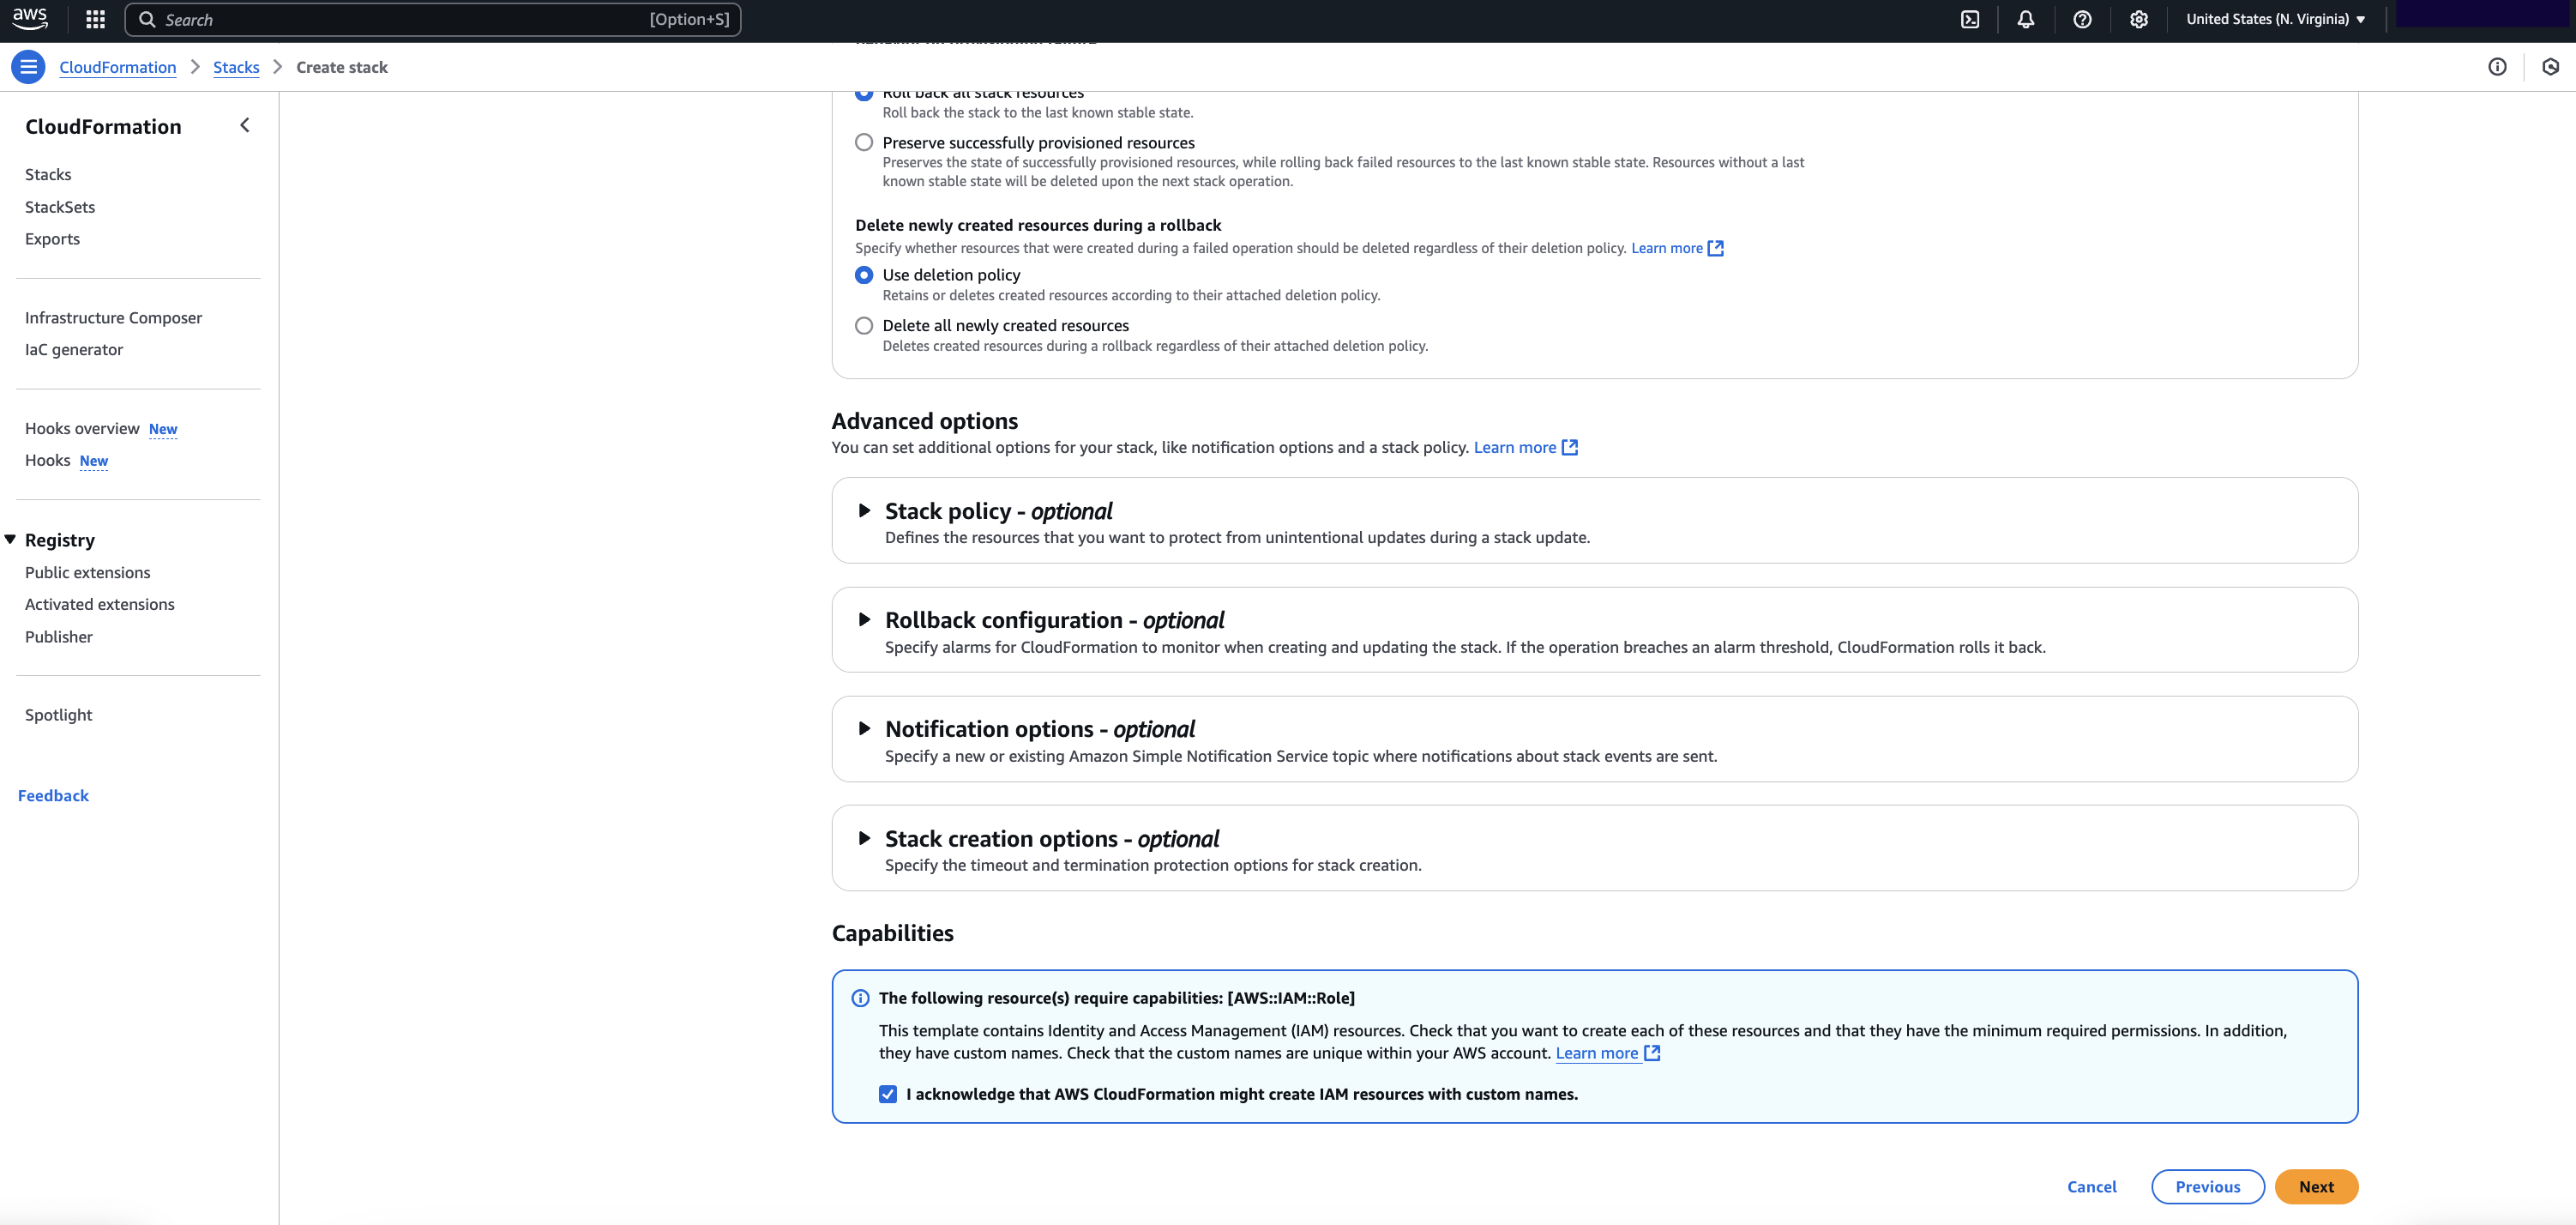 aws
Search
[Option+S]
United States (N. Virginia)
CloudFormation
Stacks
Create stack
CloudFormation
Stacks
StackSets
Exports
Infrastructure Composer
IaC generator
Hooks overview New
Hooks New
Registry
Public extensions
Activated extensions
Publisher
Spotlight
Feedback
Roll back all stack resources
Roll back the stack to the last known stable state.
Preserve successfully provisioned resources
Preserves the state of successfully provisioned resources, while rolling back failed resources to the last known stable state. Resources without a last
known stable state will be deleted upon the next stack operation.
Delete newly created resources during a rollback
Specify whether resources that were created during a failed operation should be deleted regardless of their deletion policy. Learn more
Use deletion policy
Retains or deletes created resources according to their attached deletion policy.
Delete all newly created resources
Deletes created resources during a rollback regardless of their attached deletion policy.
Advanced options
You can set additional options for your stack, like notification options and a stack policy. Learn more
Stack policy - optional
Defines the resources that you want to protect from unintentional updates during a stack update.
Rollback configuration - optional
Specify alarms for CloudFormation to monitor when creating and updating the stack. If the operation breaches an alarm threshold, CloudFormation rolls it back.
Notification options - optional
Specify a new or existing Amazon Simple Notification Service topic where notifications about stack events are sent.
Stack creation options - optional
Specify the timeout and termination protection options for stack creation.
Capabilities
The following resource(s) require capabilities: [AWS::IAM::Role]
This template contains Identity and Access Management (IAM) resources. Check that you want to create each of these resources and that they have the minimum required permissions. In addition,
they have custom names. Check that the custom names are unique within your AWS account. Learn more
I acknowledge that AWS CloudFormation might create IAM resources with custom names.
Cancel
Previous
Next